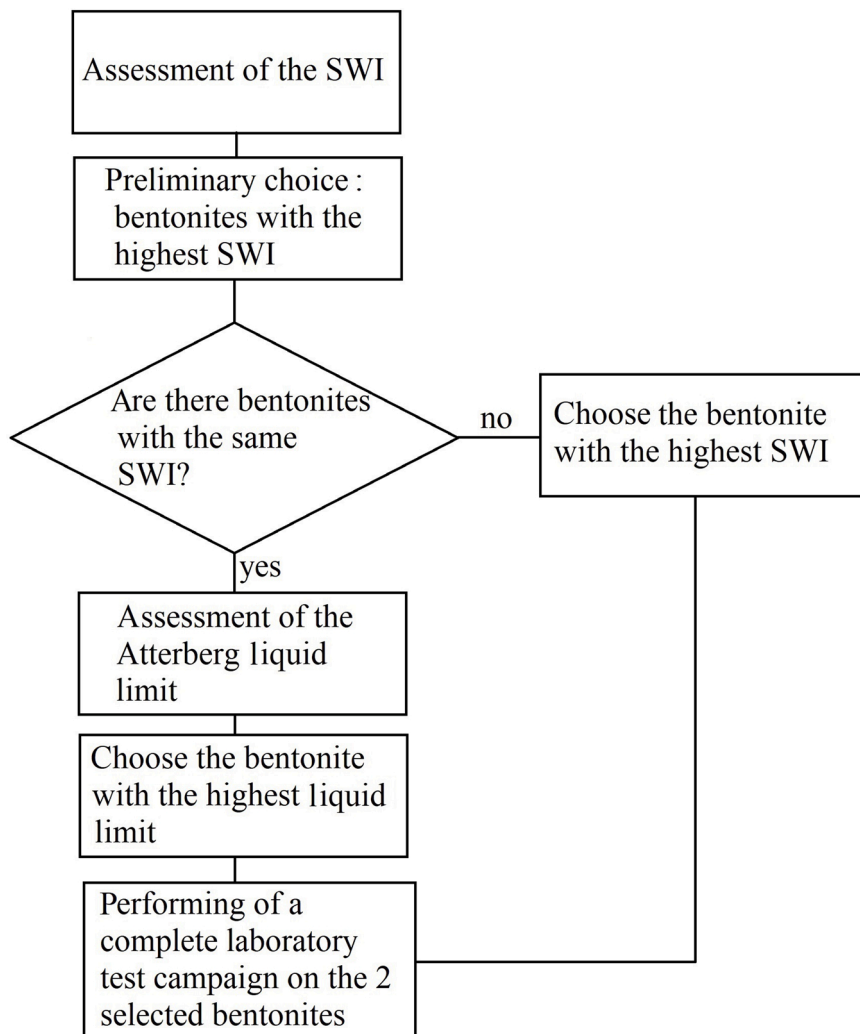 Assessment of the SWI
Preliminary choice :
bentonites with the
highest SWI
Are there bentonites
with the same
SWI?
no
Choose the bentonite
with the highest SWI
yes
Assessment of the
Atterberg liquid
limit
Choose the bentonite
with the highest liquid
limit
Performing of a
complete laboratory
test campaign on the 2
selected bentonites